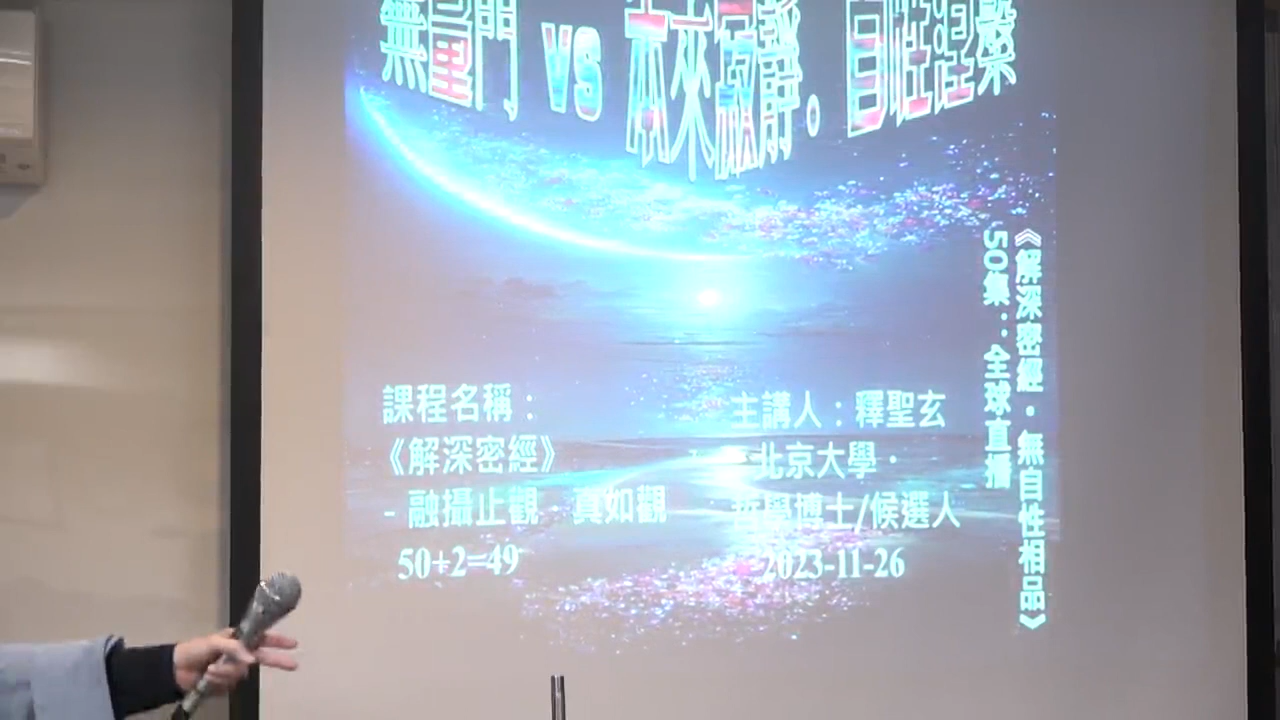 無量門 vs 本來寂靜．自性涅槃
課程名稱：
《解深密經》
- 融攝止觀．真如觀
50+2=49
主講人：釋聖玄
北京大學．
哲學博士/候選人
2023-11-26
《解深密經．無自性相品》
50集：全球直播